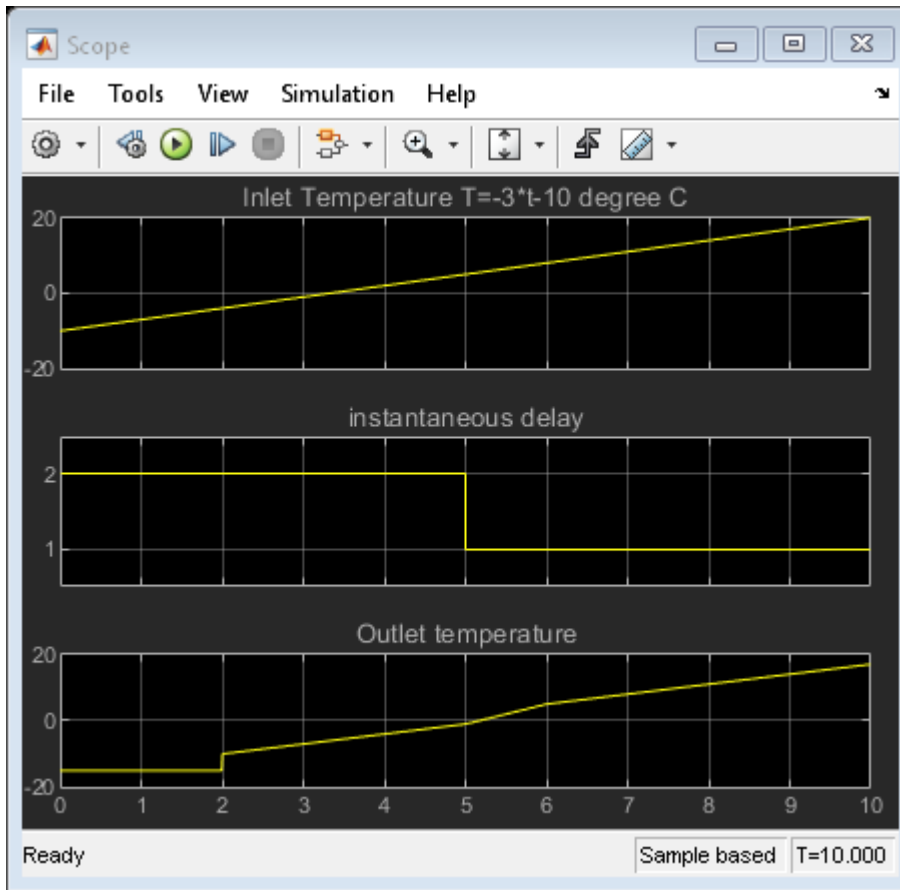 Scope
File Tools View Simulation Help
Inlet Temperature T=-3*t-10 degree C
20
0
-20
instantaneous delay
2
1
Outlet temperature
20
0
-20
0 1 2 3 4 5 6 7 8 9 10
Ready Sample based T=10.000